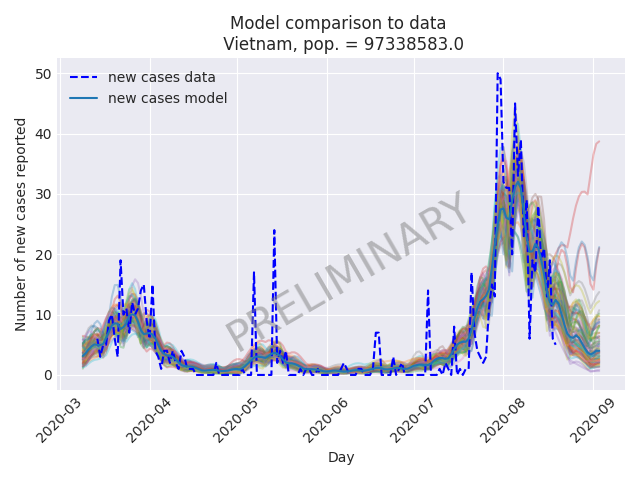 Model comparison to data
Vietnam, pop. = 97338583.0
new cases data
new cases model
Number of new cases reported
50
40
30
20
10
0
PRELIMINARY
2020-03
2020-04
2020-05
2020-06
2020-07
2020-08
2020-09
Day